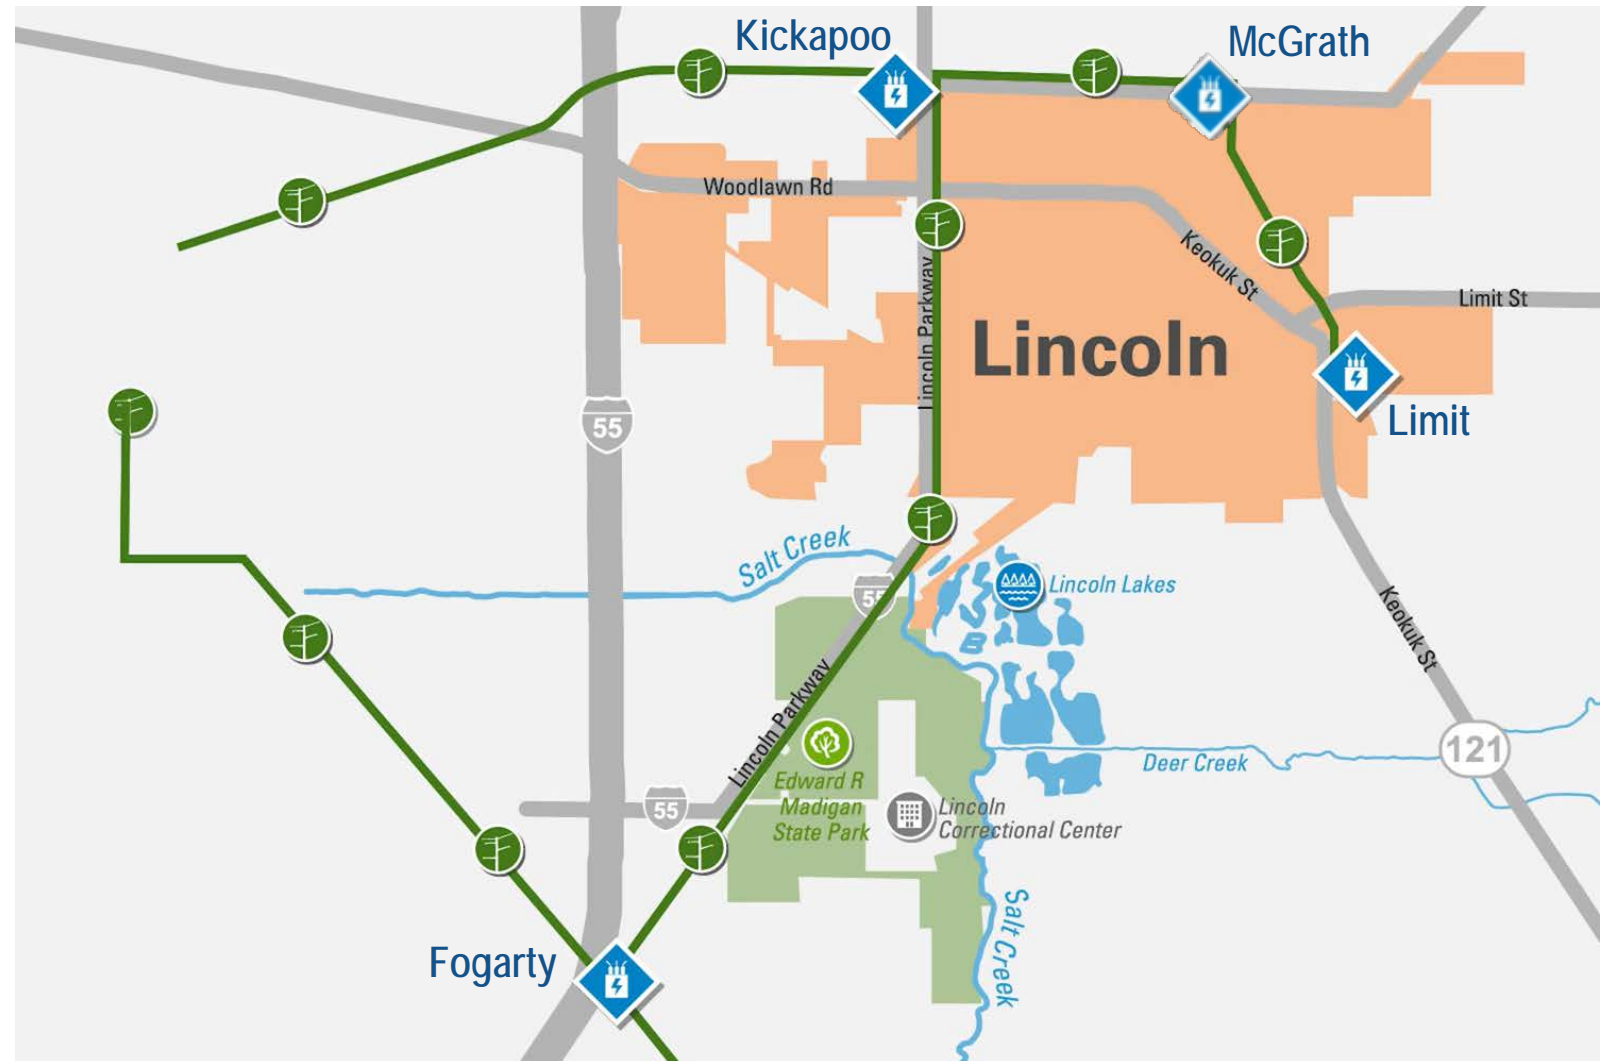 Kickapoo
McGrath
Woodlawn Rd
Keokuk St
Limit St
Lincoln Parkway
Lincoln
55
Limit
Salt Creek
55
Lincoln Lakes
Keokuk St
Lincoln Parkway
121
Deer Creek
Edward R
Madigan
State Park
55
Lincoln
Correctional Center
Salt Creek
Fogarty